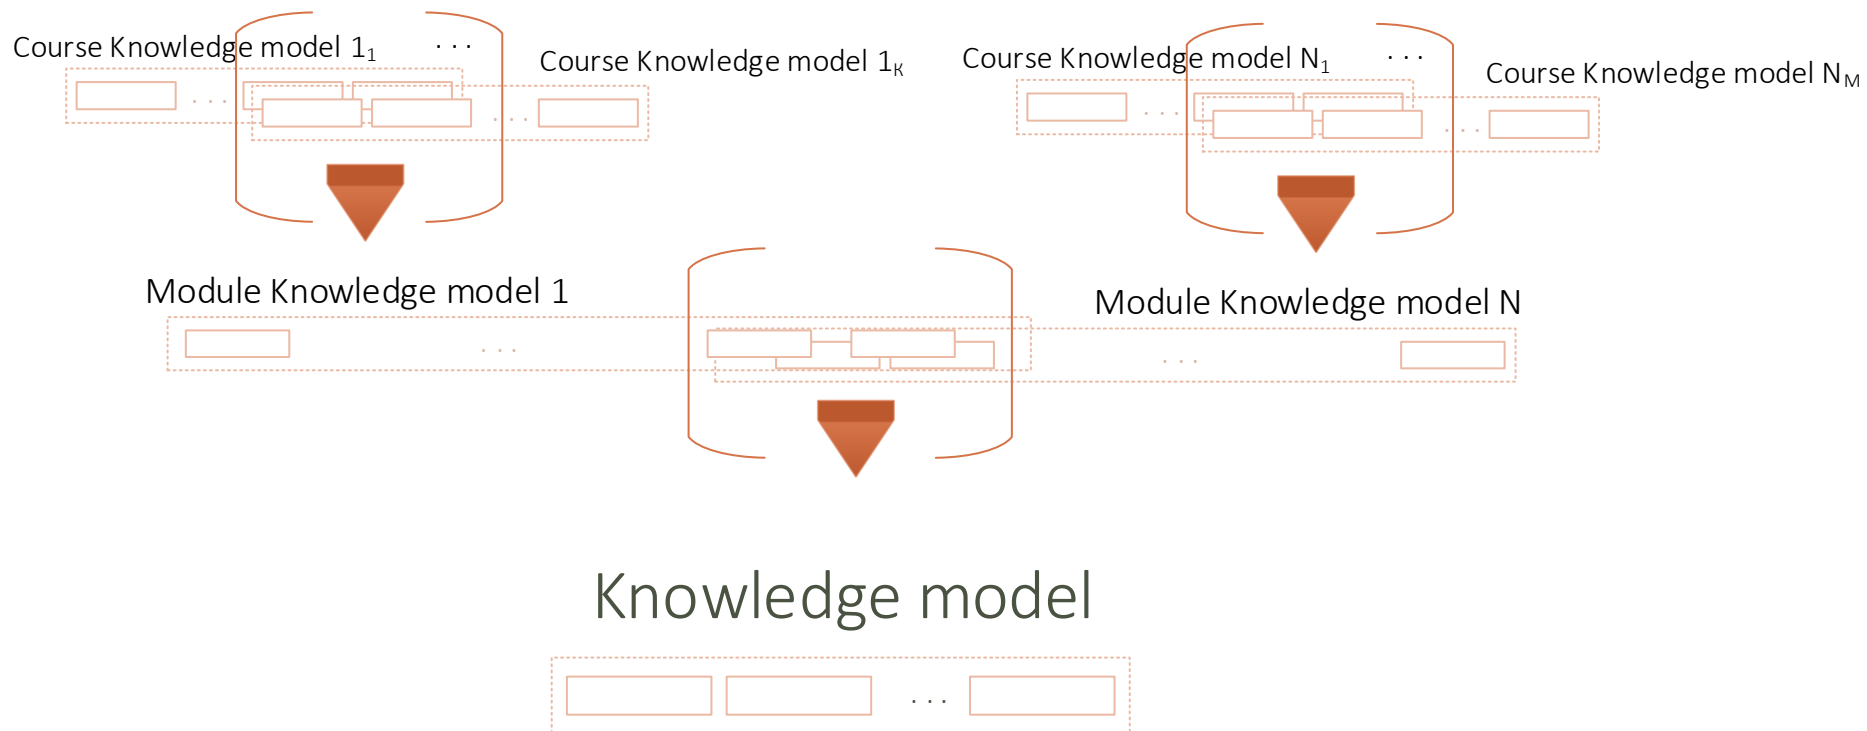 Course Knowledge model 1₁
. . .
Course Knowledge model 1ₖ
. . .
. . .
Course Knowledge model N₁
. . .
Course Knowledge model Nₘ
. . .
. . .
Module Knowledge model 1
. . .
Module Knowledge model N
. . .
Knowledge model
. . .